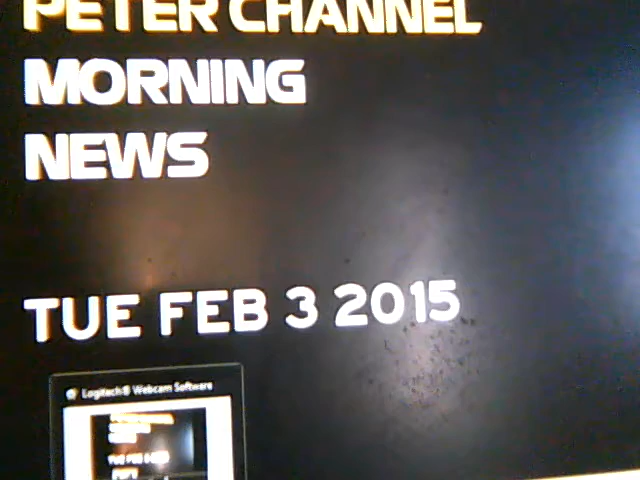 PETER CHANNEL
MORNING
NEWS
TUE FEB 3 2015
Logitech® Webcam Software